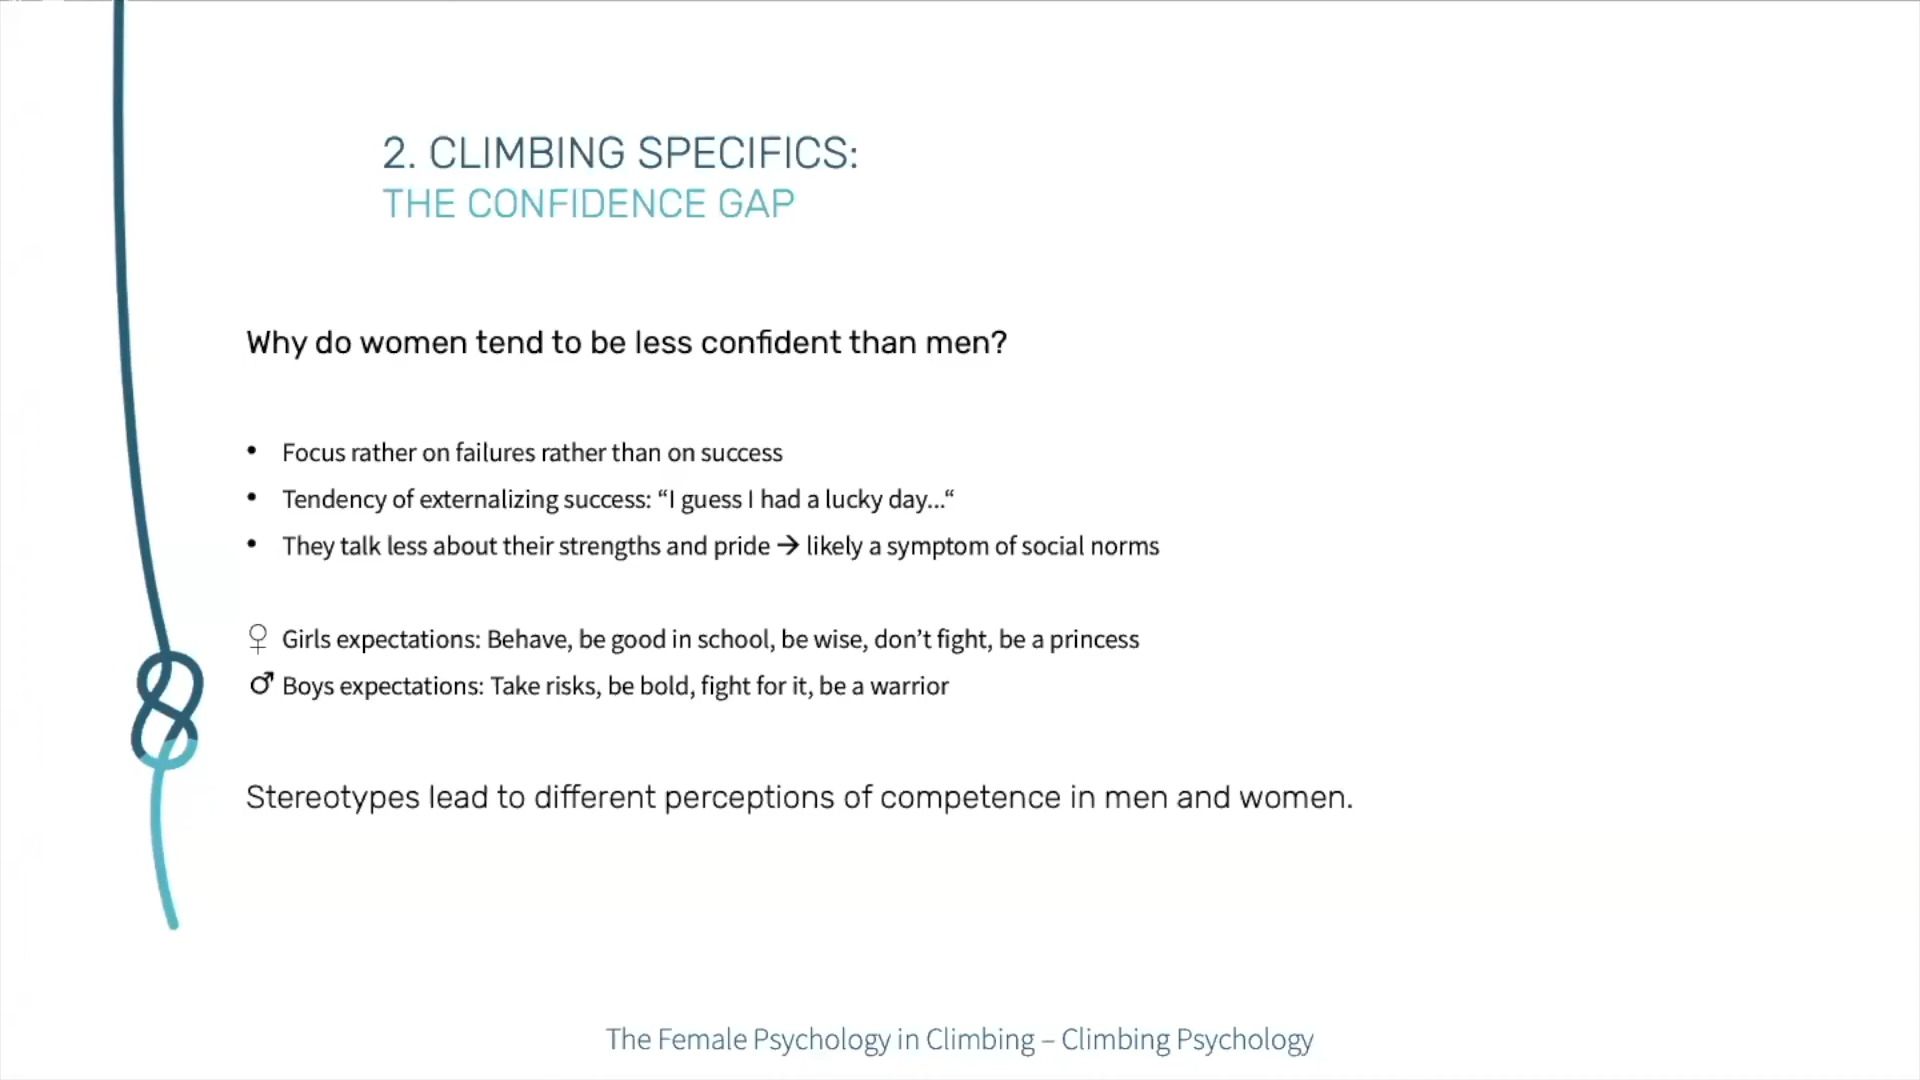 2. CLIMBING SPECIFICS:
THE CONFIDENCE GAP
Why do women tend to be less confident than men?
• Focus rather on failures rather than on success
• Tendency of externalizing success: “I guess I had a lucky day...“
• They talk less about their strengths and pride → likely a symptom of social norms
♀ Girls expectations: Behave, be good in school, be wise, don’t fight, be a princess
♂ Boys expectations: Take risks, be bold, fight for it, be a warrior
Stereotypes lead to different perceptions of competence in men and women.
The Female Psychology in Climbing – Climbing Psychology